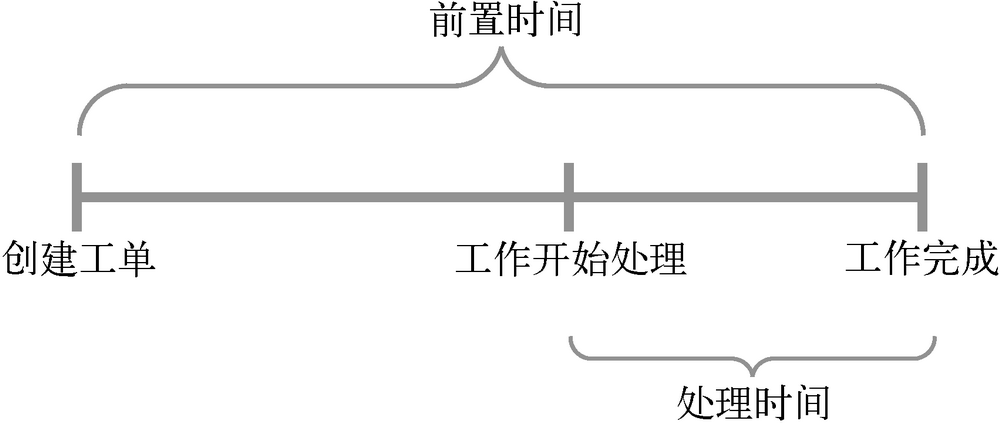 前置时间
创建工单
工作开始处理
工作完成
处理时间